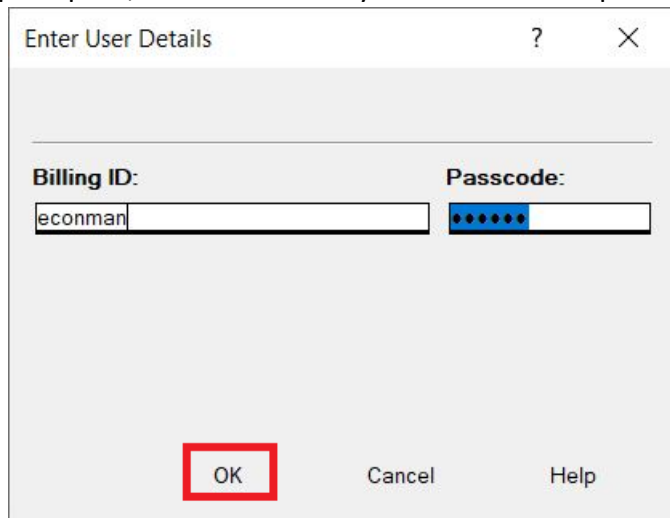 Enter User Details ? ×
Billing ID: Passcode:
econman ••••••
OK Cancel Help